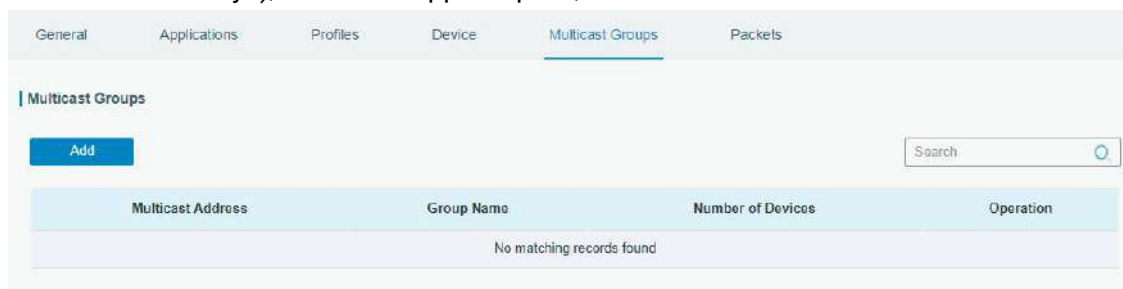 General Applications Profiles Device Multicast Groups Packets
Multicast Groups
Add Search
Multicast Address Group Name Number of Devices Operation
No matching records found